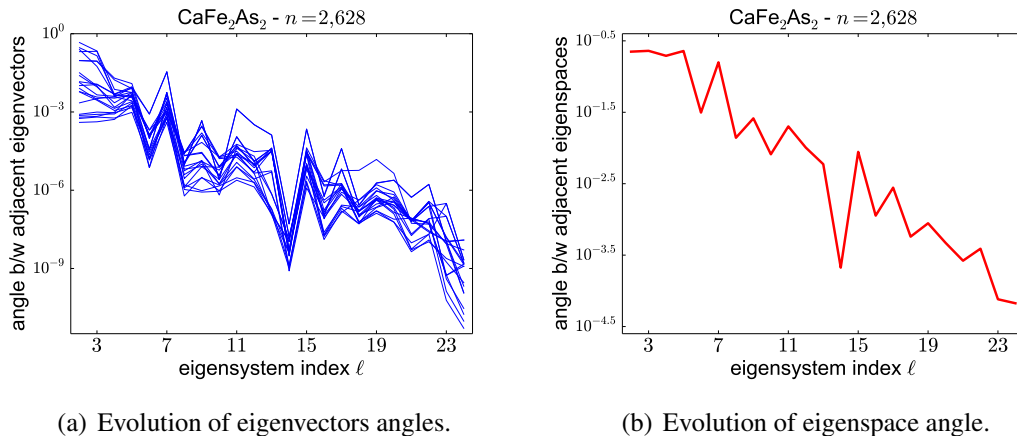 CaFe₂As₂ - n=2,628
angle b/w adjacent eigenvectors
10⁰
10⁻³
10⁻⁶
10⁻⁹
3 7 11 15 19 23
eigensystem index ℓ
(a) Evolution of eigenvectors angles.
CaFe₂As₂ - n=2,628
angle b/w adjacent eigenspaces
10⁻⁰·⁵
10⁻¹·⁵
10⁻²·⁵
10⁻³·⁵
10⁻⁴·⁵
3 7 11 15 19 23
eigensystem index ℓ
(b) Evolution of eigenspace angle.